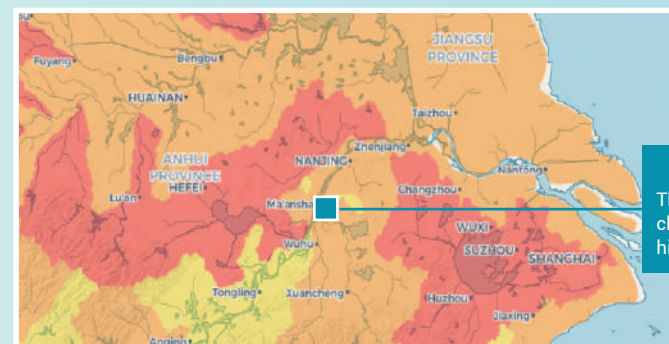 JIANGSU
PROVINCE
Fuyang
Bengbu
HUAINAN
Taizhou
Zhenjiang
ANHUI
PROVINCE
NANJING
HEFEI
Nantong
Lu'an
Changzhou
Ma'anshan
WUXI
SUZHOU
SHANGHAI
Wuhu
Tongling
Xuancheng
Huzhou
Jiaxing
Anqing